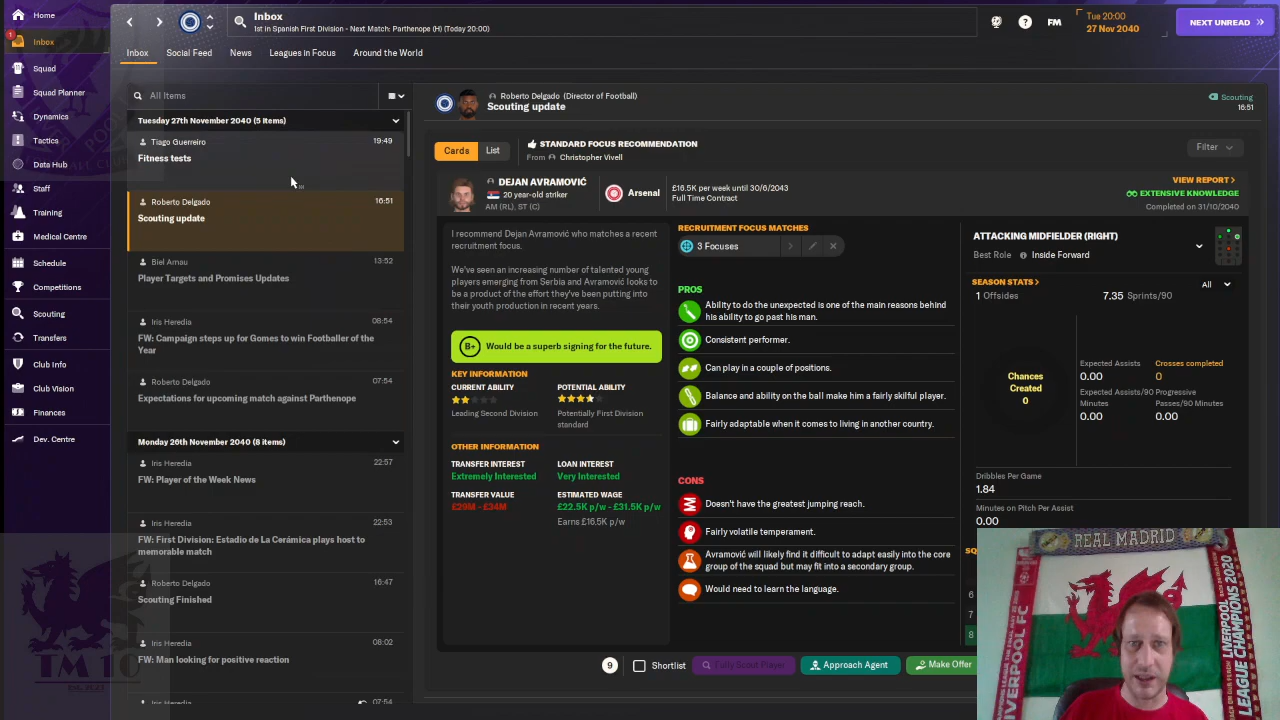 Home
1
Inbox
Squad
Squad Planner
Dynamics
Tactics
Data Hub
Staff
Training
Medical Centre
Schedule
Competitions
Scouting
Transfers
Club Info
Club Vision
Finances
Dev. Centre
Inbox
1st in Spanish First Division - Next Match: Parthenope (H) (Today 20:00)
FM
Tue 20:00
27 Nov 2040
NEXT UNREAD
Inbox
Social Feed
News
Leagues in Focus
Around the World
All Items
Tuesday 27th November 2040 (5 Items)
Tiago Guerreiro 19:49
Fitness tests
Roberto Delgado 16:51
Scouting update
Biel Arnau 13:52
Player Targets and Promises Updates
Iris Heredia 08:54
FW: Campaign steps up for Gomes to win Footballer of the
Year
Roberto Delgado 07:54
Expectations for upcoming match against Parthenope
Monday 26th November 2040 (8 Items)
Iris Heredia 22:57
FW: Player of the Week News
Iris Heredia 22:53
FW: First Division: Estadio de La Cerámica plays host to
memorable match
Roberto Delgado 16:47
Scouting Finished
Iris Heredia 08:02
FW: Man looking for positive reaction
Iris Heredia 07:54
TM10
Roberto Delgado (Director of Football)
Scouting update
Scouting
16:51
Cards
List
STANDARD FOCUS RECOMMENDATION
From Christopher Vivell
Filter
DEJAN AVRAMOVIĆ
20 year-old striker
AM (RL), ST (C)
Arsenal
£16.5K per week until 30/6/2043
Full Time Contract
VIEW REPORT
EXTENSIVE KNOWLEDGE
Completed on 31/10/2040
I recommend Dejan Avramović who matches a recent
recruitment focus.
We've seen an increasing number of talented young
players emerging from Serbia and Avramović looks to
be a product of the effort they've been putting into
their youth production in recent years.
B+ Would be a superb signing for the future.
KEY INFORMATION
CURRENT ABILITY
Leading Second Division
POTENTIAL ABILITY
Potentially First Division
standard
OTHER INFORMATION
TRANSFER INTEREST
Extremely Interested
LOAN INTEREST
Very Interested
TRANSFER VALUE
£29M - £34M
ESTIMATED WAGE
£22.5K p/w - £31.5K p/w
Earns £16.5K p/w
RECRUITMENT FOCUS MATCHES
3 Focuses
PROS
Ability to do the unexpected is one of the main reasons behind
his ability to go past his man.
Consistent performer.
Can play in a couple of positions.
Balance and ability on the ball make him a fairly skilful player.
Fairly adaptable when it comes to living in another country.
CONS
Doesn't have the greatest jumping reach.
Fairly volatile temperament.
Avramović will likely find it difficult to adapt easily into the core
group of the squad but may fit into a secondary group.
Would need to learn the language.
ATTACKING MIDFIELDER (RIGHT)
Best Role Inside Forward
SEASON STATS
All
1 Offsides
7.35 Sprints/90
Chances
Created
0
Expected Assists
0.00
Crosses completed
0
Expected Assists/90
Minutes
0.00
Progressive
Passes/90 Minutes
0.00
Dribbles Per Game
1.84
Minutes on Pitch Per Assist
0.00
6
7
8
9
Shortlist
Fully Scout Player
Approach Agent
Make Offer
REAL MADRID
LIVERPOOL FC
LIVERPOOL
LEAGUE CHAMPIONS 2020